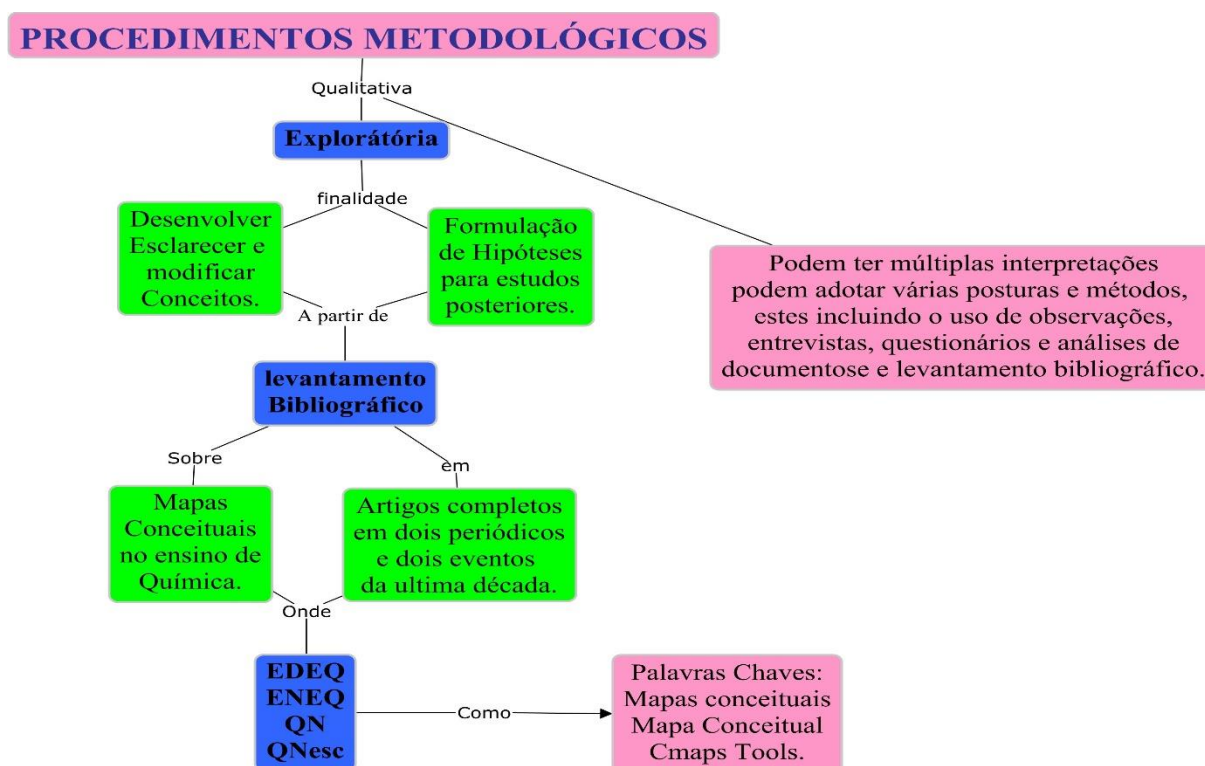 PROCEDIMENTOS METODOLÓGICOS
Qualitativa
Explorátória
finalidade
Desenvolver
Esclarecer e
modificar
Conceitos.
Formulação
de Hipóteses
para estudos
posteriores.
Podem ter múltiplas interpretações
podem adotar várias posturas e métodos,
estes incluindo o uso de observações,
entrevistas, questionários e análises de
documentose e levantamento bibliográfico.
A partir de
levantamento
Bibliográfico
Sobre
em
Mapas
Conceituais
no ensino de
Química.
Artigos completos
em dois periódicos
e dois eventos
da ultima década.
Onde
EDEQ
ENEQ
QN
QNesc
Como
Palavras Chaves:
Mapas conceituais
Mapa Conceitual
Cmaps Tools.